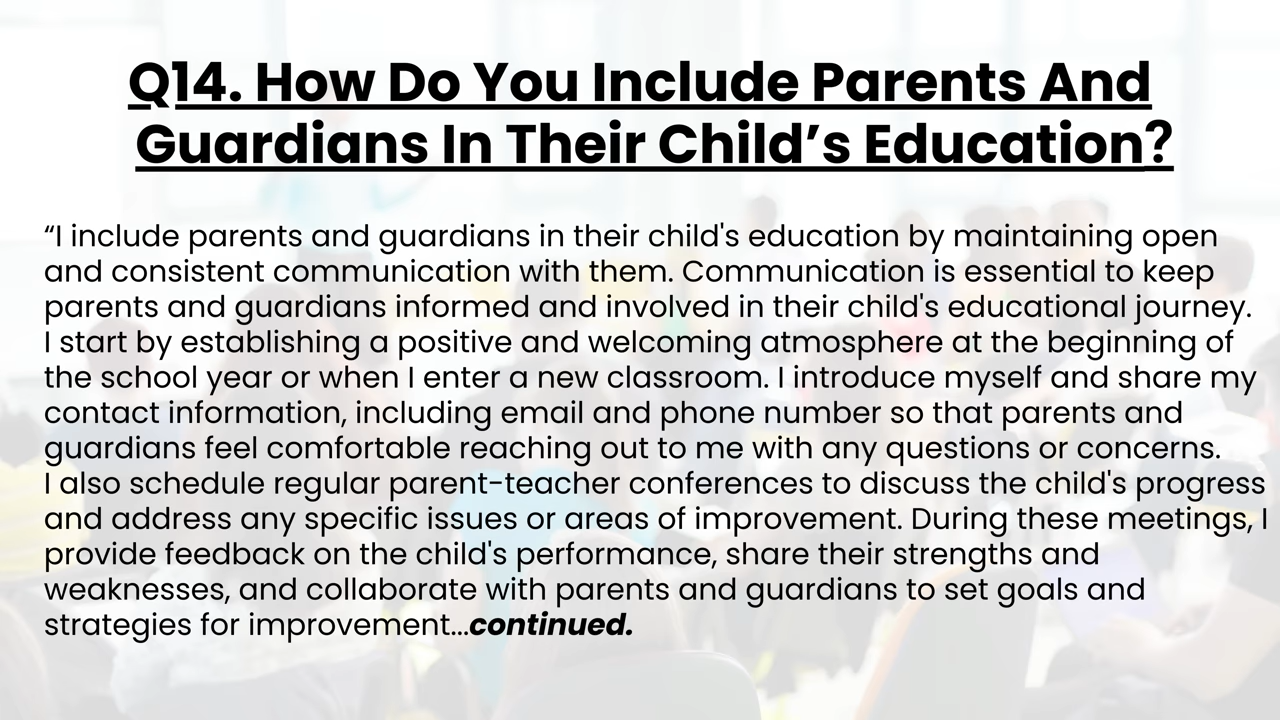 Q14. How Do You Include Parents And
Guardians In Their Child’s Education?
“I include parents and guardians in their child's education by maintaining open
and consistent communication with them. Communication is essential to keep
parents and guardians informed and involved in their child's educational journey.
I start by establishing a positive and welcoming atmosphere at the beginning of
the school year or when I enter a new classroom. I introduce myself and share my
contact information, including email and phone number so that parents and
guardians feel comfortable reaching out to me with any questions or concerns.
I also schedule regular parent-teacher conferences to discuss the child's progress
and address any specific issues or areas of improvement. During these meetings, I
provide feedback on the child's performance, share their strengths and
weaknesses, and collaborate with parents and guardians to set goals and
strategies for improvement...continued.